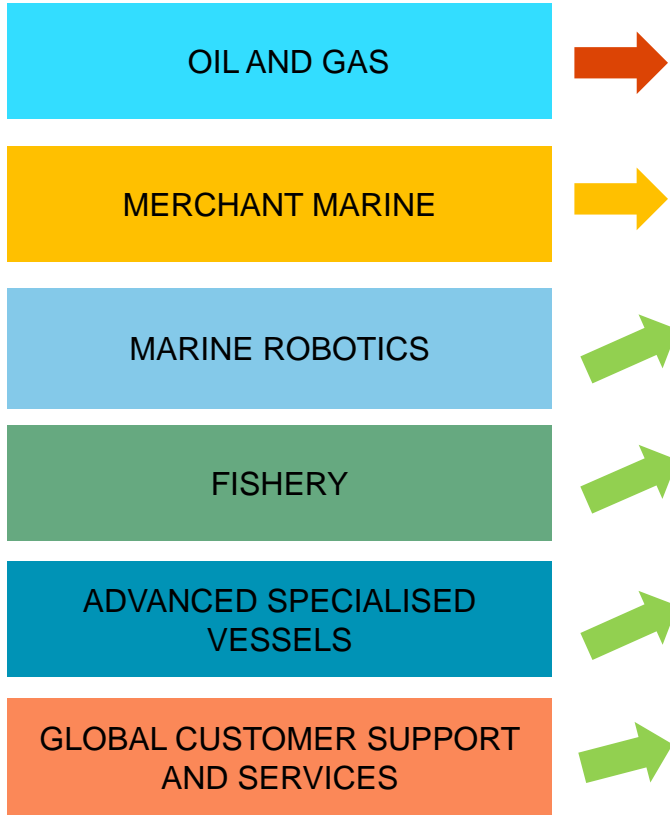 OIL AND GAS
MERCHANT MARINE
MARINE ROBOTICS
FISHERY
ADVANCED SPECIALISED
VESSELS
GLOBAL CUSTOMER SUPPORT
AND SERVICES